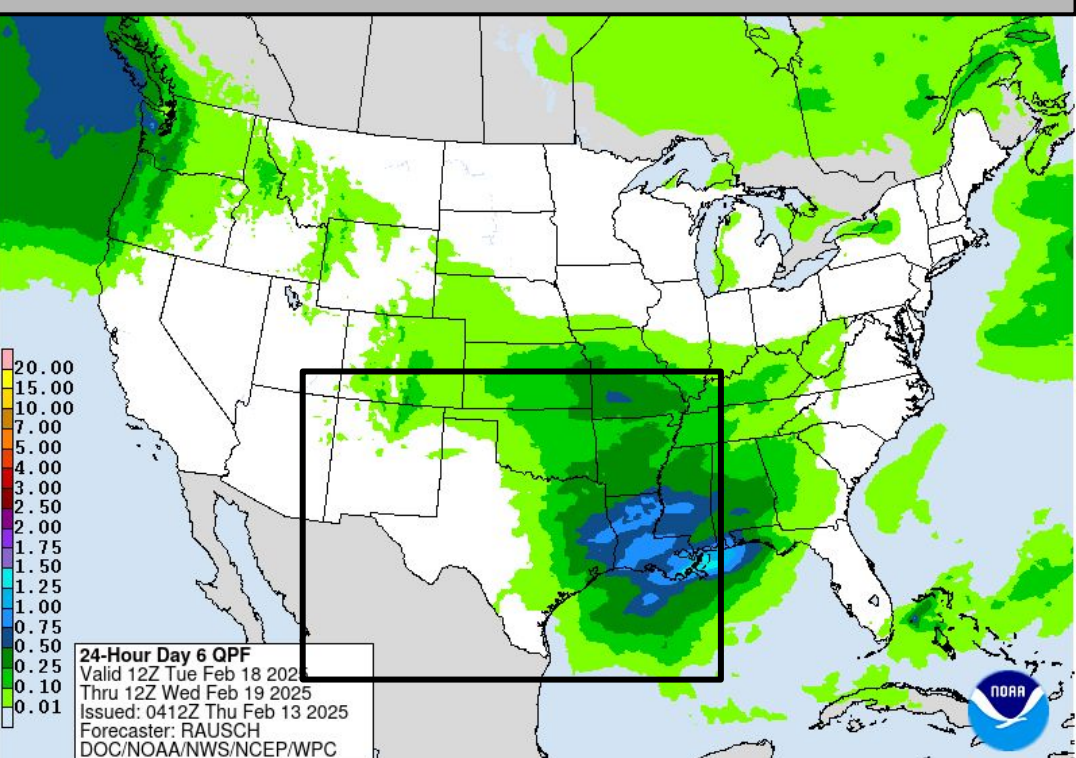 20.00
15.00
10.00
7.00
5.00
4.00
3.00
2.50
2.00
1.75
1.50
1.25
1.00
0.75
0.50
0.25
0.10
0.01
24-Hour Day 6 QPF
Valid 12Z Tue Feb 18 2025
Thru 12Z Wed Feb 19 2025
Issued: 0412Z Thu Feb 13 2025
Forecaster: RAUSCH
DOC/NOAA/NWS/NCEP/WPC
NOAA